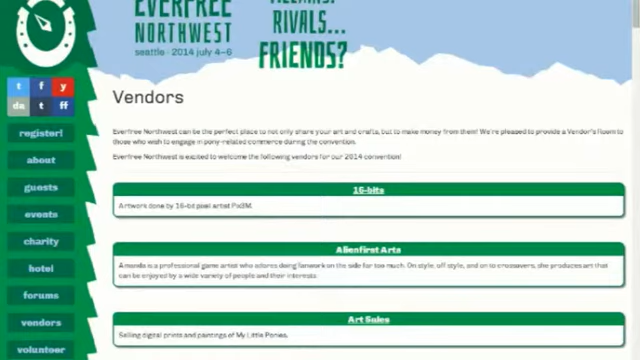 EVERFREE
NORTHWEST
seattle · 2014 july 4–6
RIVALS...
FRIENDS?
t f y
da t ff
register!
about
guests
events
charity
hotel
forums
vendors
volunteer
Vendors
Everfree Northwest can be the perfect place to not only share your art and crafts, but to make money from them! We're pleased to provide a Vendor's Room to
those who wish to engage in pony-related commerce during the convention.
Everfree Northwest is excited to welcome the following vendors for our 2014 convention!
16-bits
Artwork done by 16-bit pixel artist PixelM.
Alienfirst Arts
Amanda is a professional game artist who adores doing fanwork on the side far too much. On style, off style, and on to crossovers, she produces art that
can be enjoyed by a wide variety of people and their interests.
Art Sales
Selling digital prints and paintings of My Little Ponies.